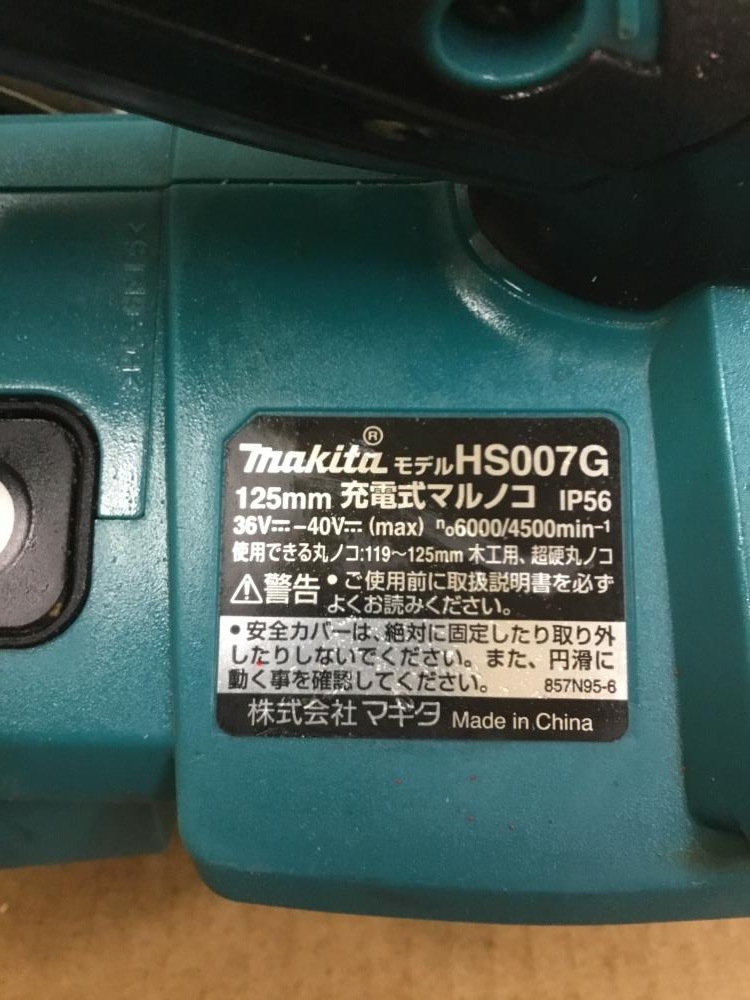 makita® モデルHS007G
125mm 充電式マルノコ IP56
36V⎓-40V⎓(max) n₀6000/4500min⁻¹
使用できる丸ノコ:119～125mm 木工用、超硬丸ノコ
⚠警告 •ご使用前に取扱説明書を必ず
よくお読みください。
•安全カバーは、絶対に固定したり取り外
したりしないでください。また、円滑に
動く事を確認してください。 857N95-6
株式会社 マキタ Made in China